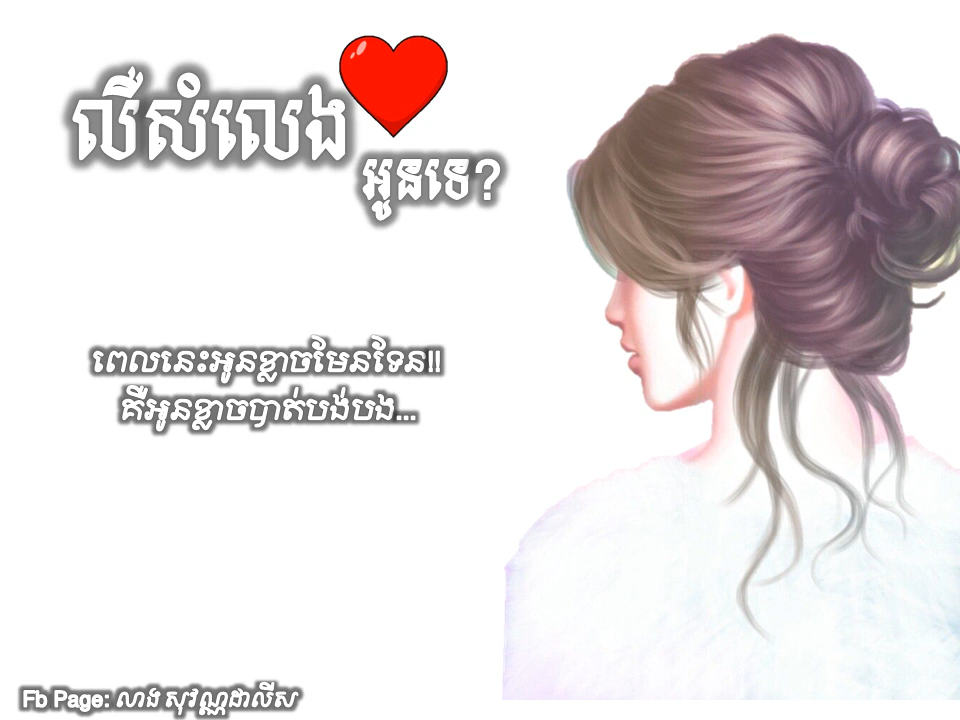 លឺសំលេង
អូនទេ?
ពេលនេះអូនខ្លាចមែនទែន!!
គឺអូនខ្លាចបាត់បង់បង...
Fb Page: លាង សុវណ្ណដាលីស